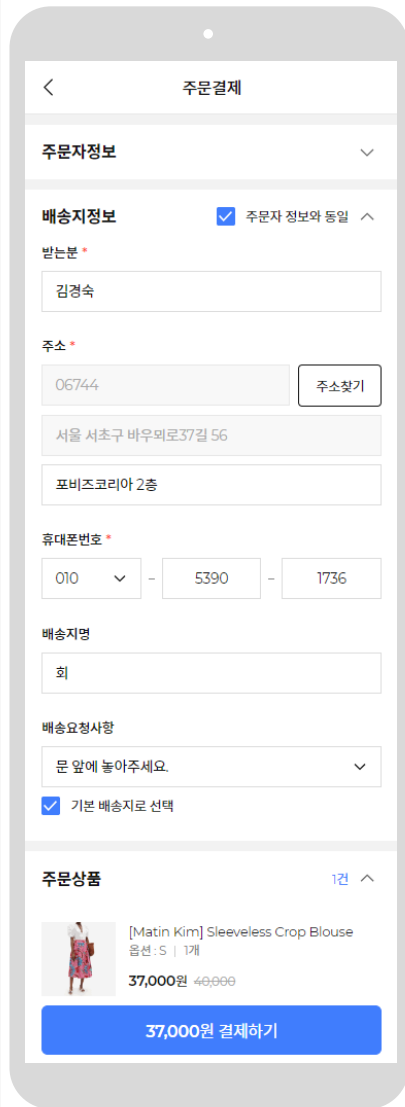 주문결제
주문자정보
배송지정보 주문자 정보와 동일
받는분 *
김경숙
주소 *
06744 주소찾기
서울 서초구 바우뫼로37길 56
포비즈코리아 2층
휴대폰번호 *
010 - 5390 - 1736
배송지명
회
배송요청사항
문 앞에 놓아주세요.
기본 배송지로 선택
주문상품 1건
[Matin Kim] Sleeveless Crop Blouse
옵션 : S | 1개
37,000원 40,000
37,000원 결제하기